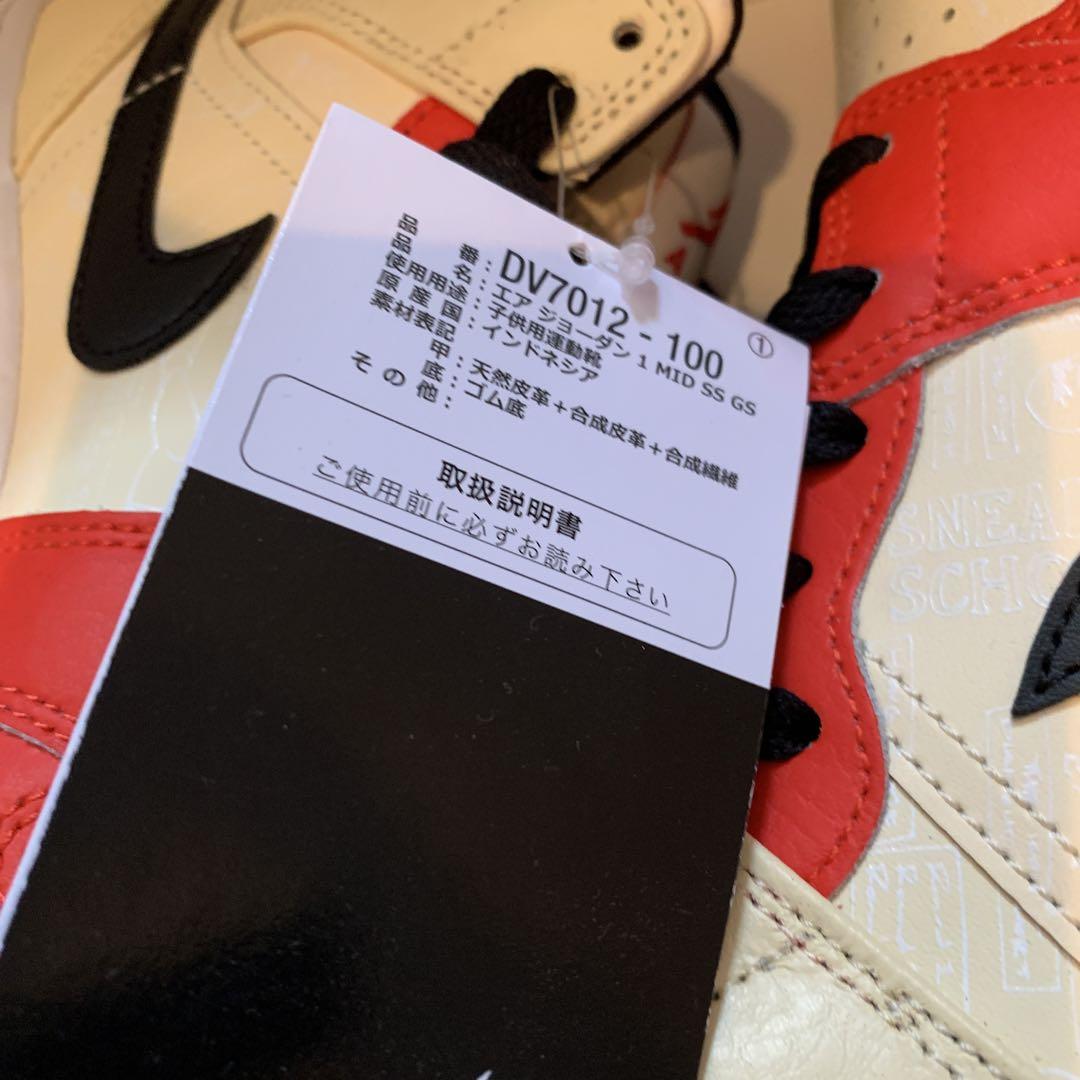 品番：DV7012-100 ①
品名：エア ジョーダン 1 MID SS GS
使用用途：子供用運動靴
原産国：インドネシア
素材表記
甲：天然皮革＋合成皮革＋合成繊維
底：ゴム底
その他：
取扱説明書
ご使用前に必ずお読み下さい
SNEA
SCHO